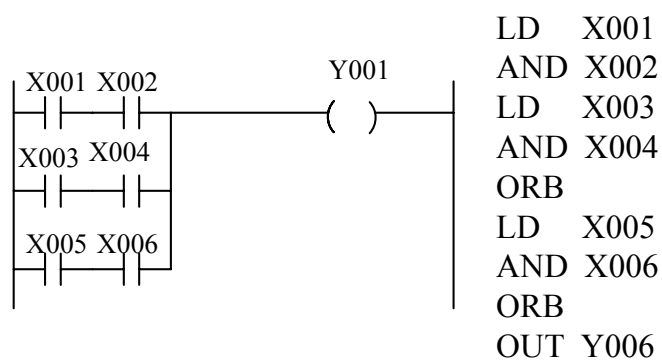 X001 X002
Y001
X003 X004
X005 X006
LD X001
AND X002
LD X003
AND X004
ORB
LD X005
AND X006
ORB
OUT Y006